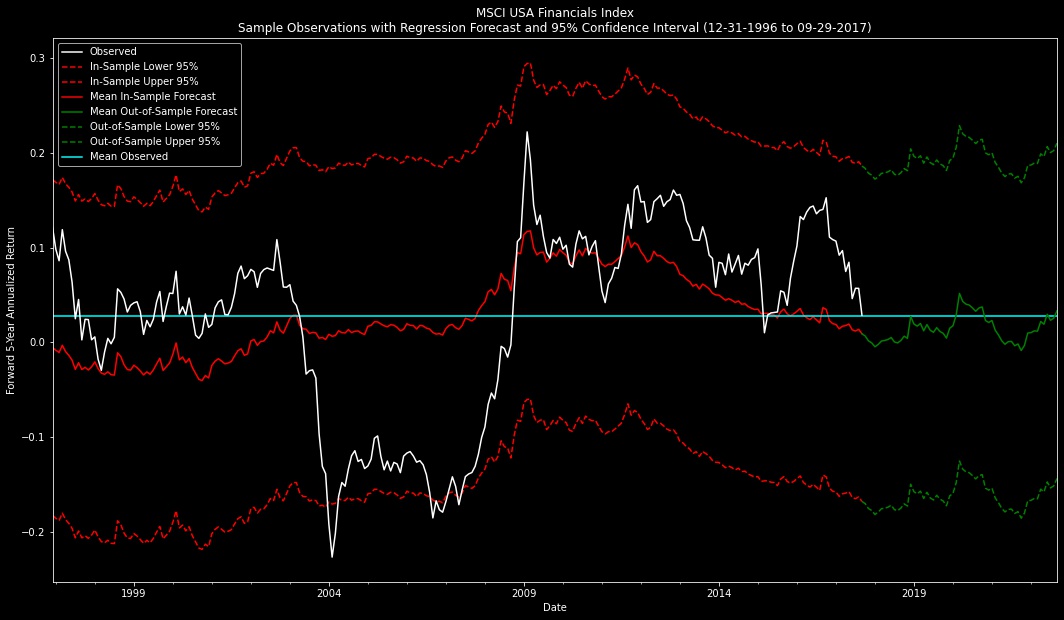 MSCI USA Financials Index
Sample Observations with Regression Forecast and 95% Confidence Interval (12-31-1996 to 09-29-2017)
Observed
In-Sample Lower 95%
In-Sample Upper 95%
Mean In-Sample Forecast
Mean Out-of-Sample Forecast
Out-of-Sample Lower 95%
Out-of-Sample Upper 95%
Mean Observed
Forward 5-Year Annualized Return
0.3
0.2
0.1
0.0
−0.1
−0.2
1999
2004
2009
2014
2019
Date